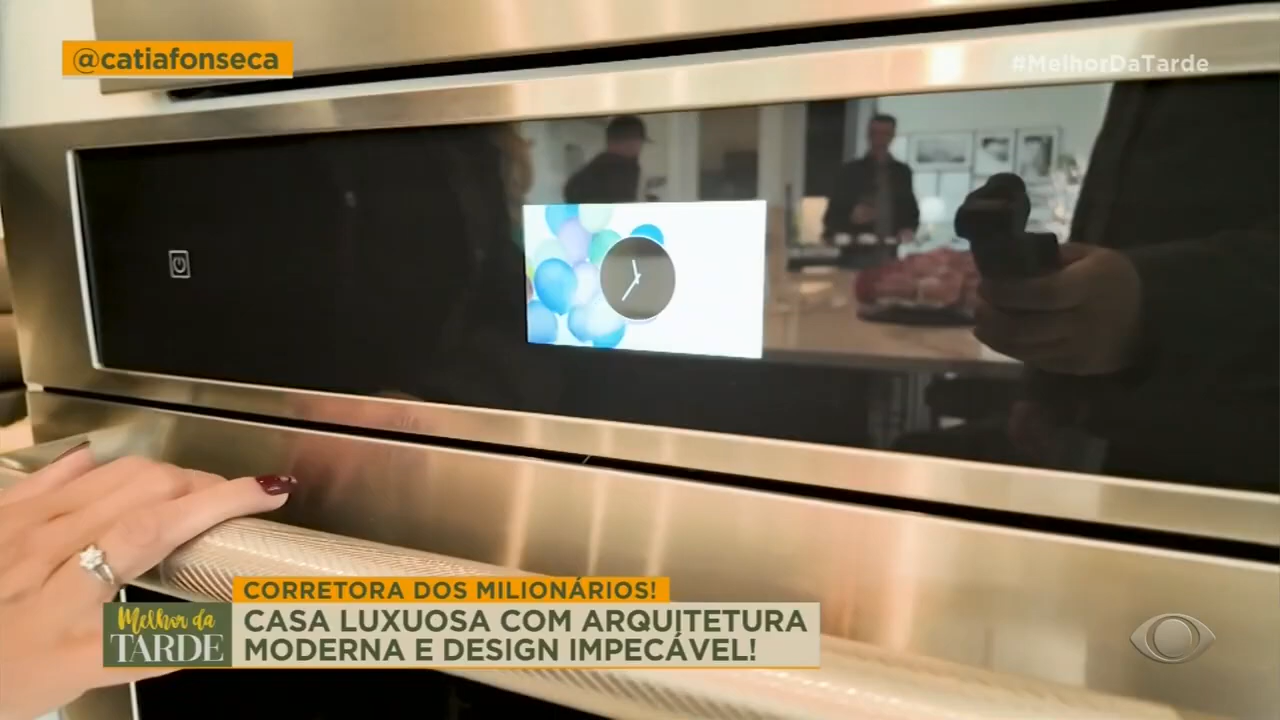 @catiafonseca
#MelhorDaTarde
CORRETORA DOS MILIONÁRIOS!
Melhor da
TARDE
CASA LUXUOSA COM ARQUITETURA
MODERNA E DESIGN IMPECÁVEL!